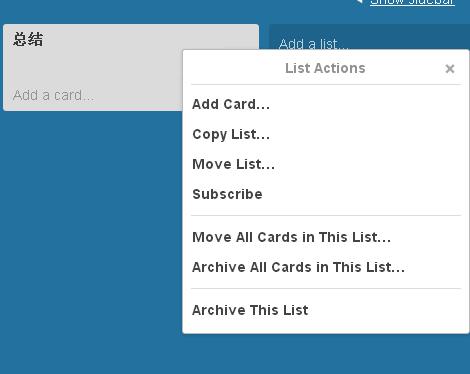 Show Sidebar
总结
Add a list...
List Actions
Add a card...
Add Card...
Copy List...
Move List...
Subscribe
Move All Cards in This List...
Archive All Cards in This List...
Archive This List